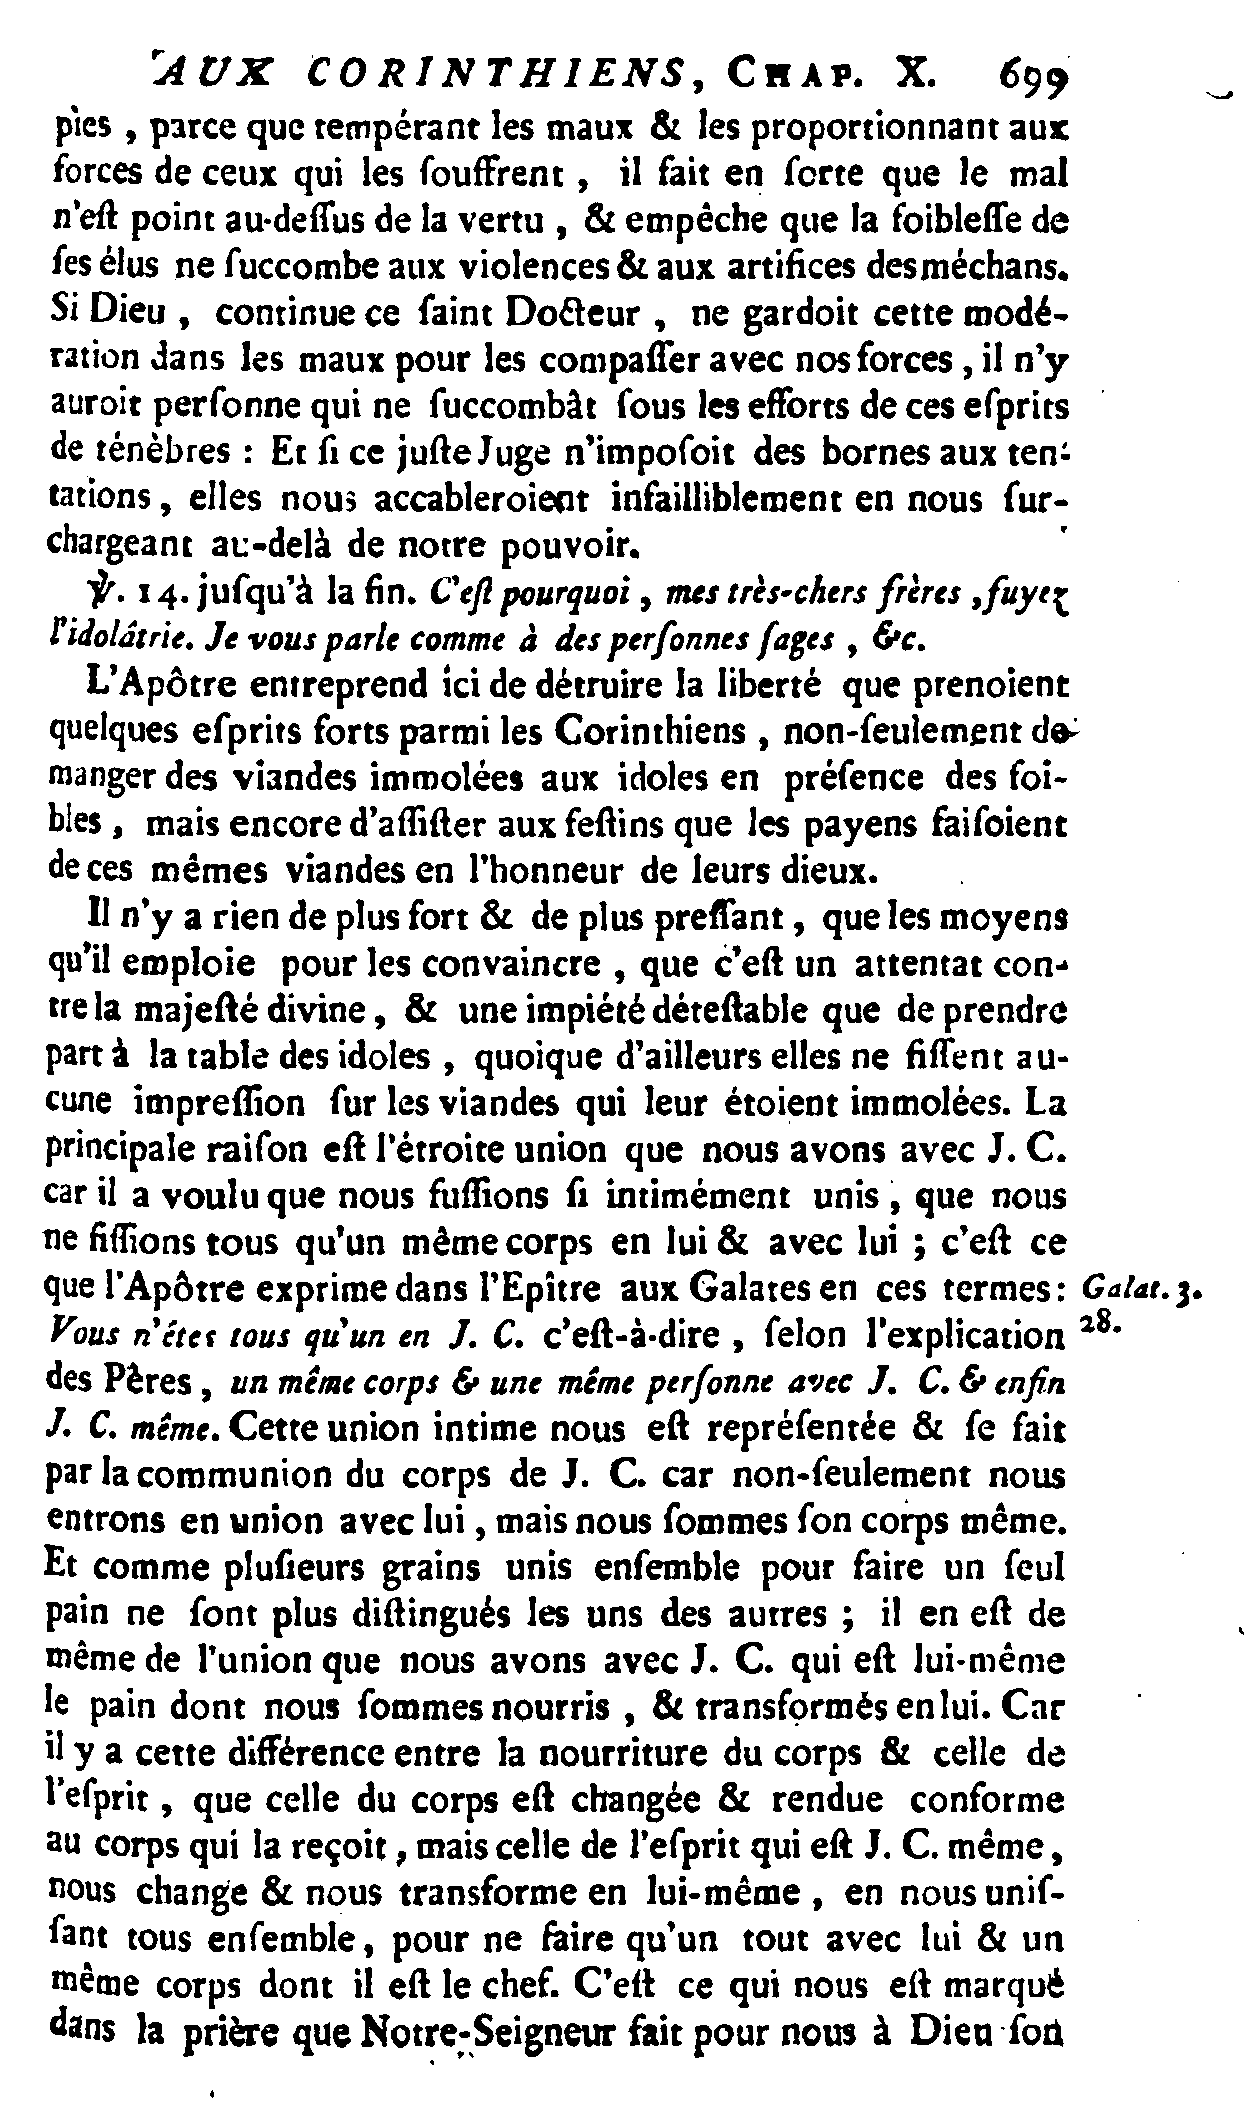 AUX CORINTHIENS, CHAP. X. 699
pies , parce que tempérant les maux & les proportionnant aux
forces de ceux qui les ſouffrent , il fait en ſorte que le mal
n'eſt point au-deſſus de la vertu , & empêche que la foibleſſe de
ſes élus ne ſuccombe aux violences & aux artifices des méchans.
Si Dieu , continue ce ſaint Docteur , ne gardoit cette modé-
ration dans les maux pour les compaſſer avec nos forces , il n'y
auroit perſonne qui ne ſuccombât ſous les efforts de ces eſprits
de ténèbres : Et ſi ce juſte Juge n'impoſoit des bornes aux ten-
tations , elles nous accableroient infailliblement en nous ſur-
chargeant au-delà de notre pouvoir.
℣. 14. juſqu'à la fin. C'eſt pourquoi , mes très-chers frères , fuyez
l'idolâtrie. Je vous parle comme à des perſonnes ſages , &c.
L'Apôtre entreprend ici de détruire la liberté que prenoient
quelques eſprits forts parmi les Corinthiens , non-ſeulement de
manger des viandes immolées aux idoles en préſence des foi-
bles , mais encore d'aſſiſter aux feſtins que les payens faiſoient
de ces mêmes viandes en l'honneur de leurs dieux.
Il n'y a rien de plus fort & de plus preſſant , que les moyens
qu'il emploie pour les convaincre , que c'eſt un attentat con-
tre la majeſté divine , & une impiété déteſtable que de prendre
part à la table des idoles , quoique d'ailleurs elles ne fiſſent au-
cune impreſſion ſur les viandes qui leur étoient immolées. La
principale raiſon eſt l'étroite union que nous avons avec J. C.
car il a voulu que nous fuſſions ſi intimément unis , que nous
ne fiſſions tous qu'un même corps en lui & avec lui ; c'eſt ce
que l'Apôtre exprime dans l'Epître aux Galates en ces termes : Galat. 3.
Vous n'êtes tous qu'un en J. C. c'eſt-à-dire , ſelon l'explication 28.
des Pères , un même corps & une même perſonne avec J. C. & enfin
J. C. même. Cette union intime nous eſt repréſentée & ſe fait
par la communion du corps de J. C. car non-ſeulement nous
entrons en union avec lui , mais nous ſommes ſon corps même.
Et comme pluſieurs grains unis enſemble pour faire un ſeul
pain ne ſont plus diſtingués les uns des autres ; il en eſt de
même de l'union que nous avons avec J. C. qui eſt lui-même
le pain dont nous ſommes nourris , & transformés en lui. Car
il y a cette différence entre la nourriture du corps & celle de
l'eſprit , que celle du corps eſt changée & rendue conforme
au corps qui la reçoit , mais celle de l'eſprit qui eſt J. C. même ,
nous change & nous transforme en lui-même , en nous uniſ-
ſant tous enſemble , pour ne faire qu'un tout avec lui & un
même corps dont il eſt le chef. C'eſt ce qui nous eſt marqué
dans la prière que Notre-Seigneur fait pour nous à Dieu ſon